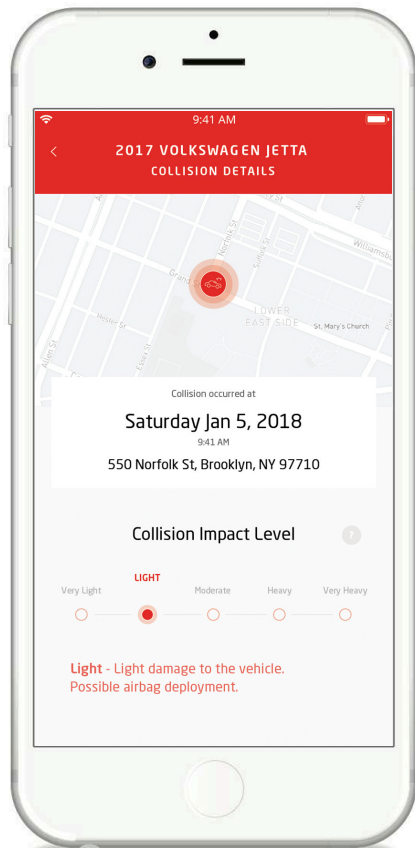 9:41 AM
2017 VOLKSWAGEN JETTA
COLLISION DETAILS
Norfolk St
Suffolk St
Williamsbu
Grand
LOWER
EAST SIDE
St. Mary's Church
Hester St
Essex St
Allen St
Collision occurred at
Saturday Jan 5, 2018
9:41 AM
550 Norfolk St, Brooklyn, NY 97710
Collision Impact Level
?
LIGHT
Very Light
Moderate
Heavy
Very Heavy
Light - Light damage to the vehicle.
Possible airbag deployment.